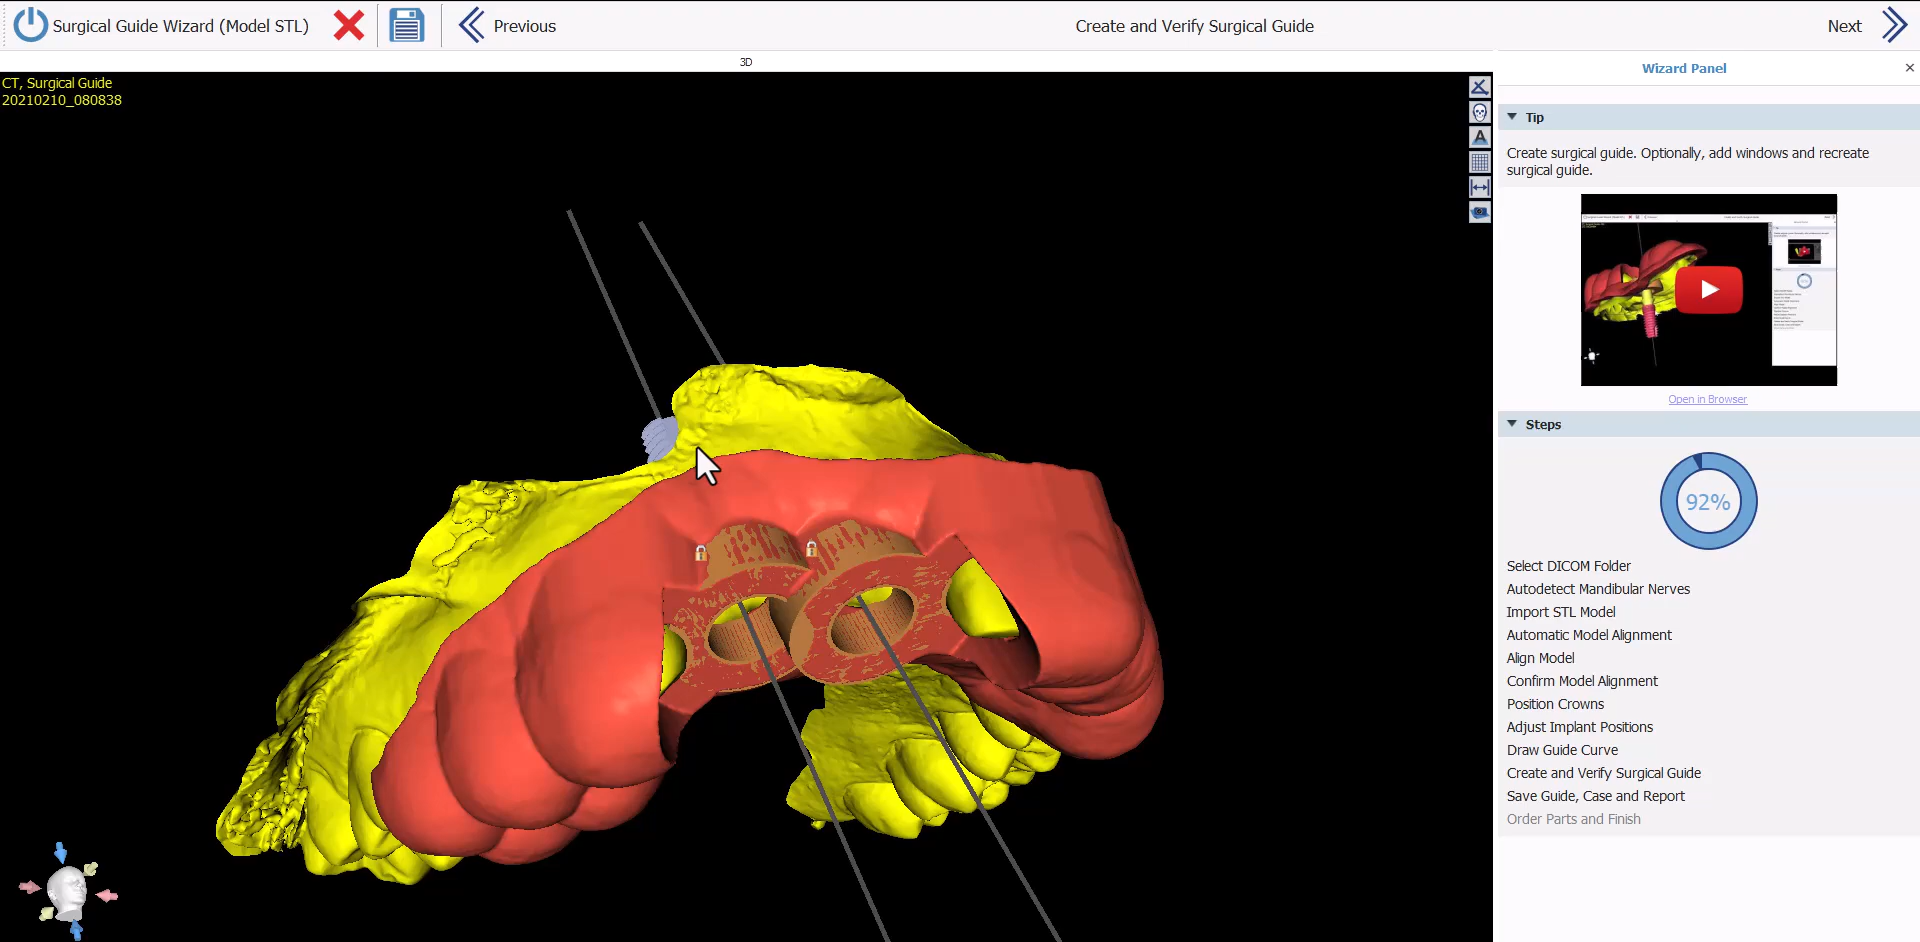 Surgical Guide Wizard (Model STL)
Previous
Create and Verify Surgical Guide
Next
3D
CT, Surgical Guide
20210210_080838
A
Wizard Panel
Tip
Create surgical guide. Optionally, add windows and recreate
surgical guide.
Open in Browser
Steps
92%
Select DICOM Folder
Autodetect Mandibular Nerves
Import STL Model
Automatic Model Alignment
Align Model
Confirm Model Alignment
Position Crowns
Adjust Implant Positions
Draw Guide Curve
Create and Verify Surgical Guide
Save Guide, Case and Report
Order Parts and Finish